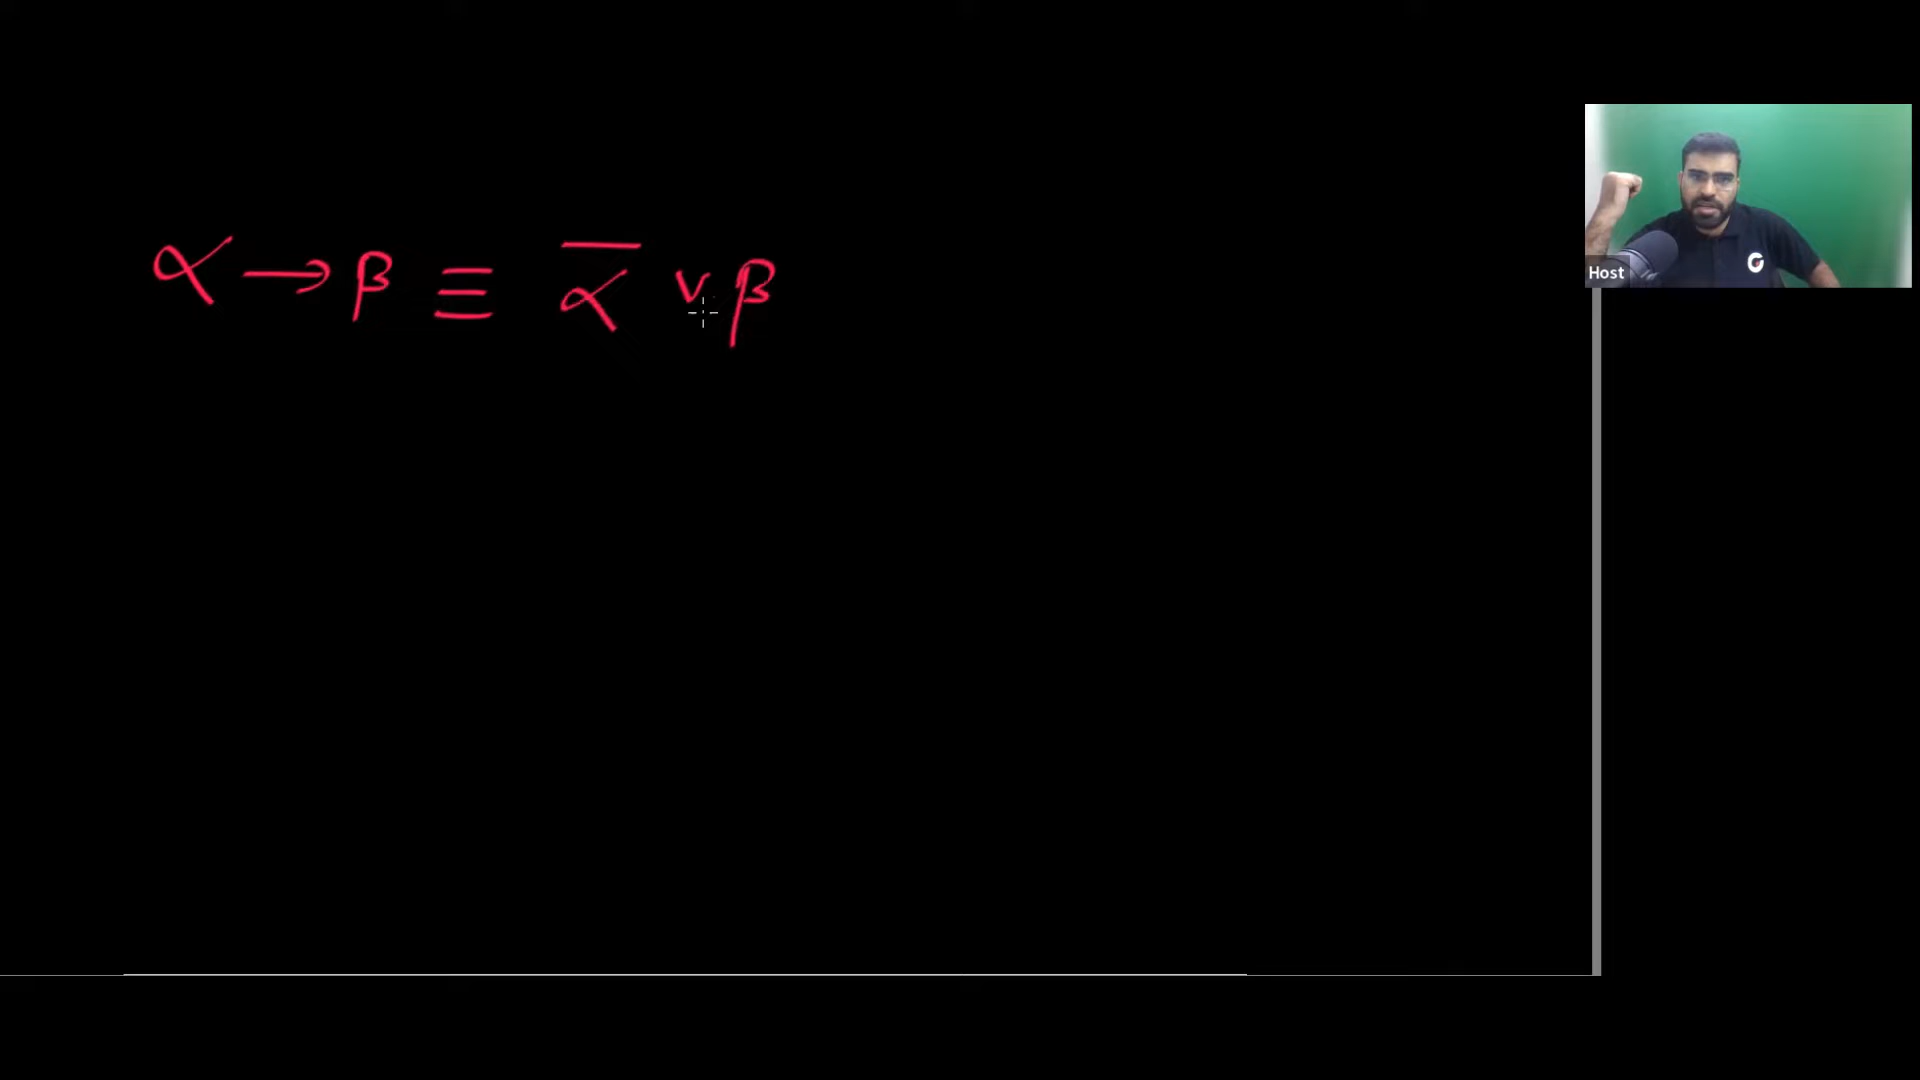 α → β ≡ α̅ ∨ β
Host